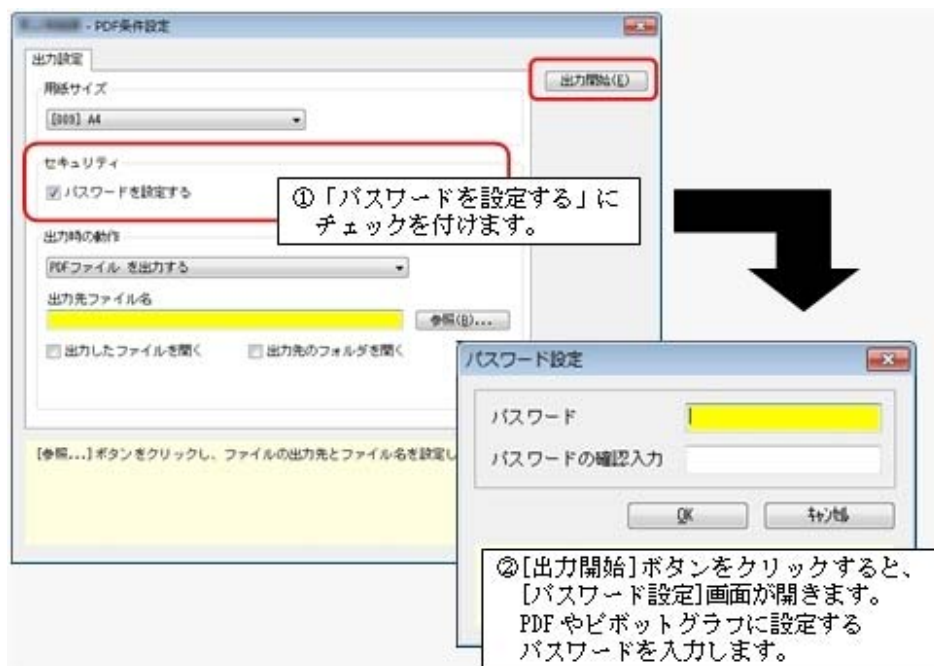 - PDF条件設定
出力設定
出力開始(E)
用紙サイズ
[009] A4
セキュリティ
パスワードを設定する
①「パスワードを設定する」に
チェックを付けます。
出力時の動作
PDFファイル を出力する
出力先ファイル名
参照(B)...
出力したファイルを開く
出力先のフォルダを開く
[参照...]ボタンをクリックし、ファイルの出力先とファイル名を設定し
パスワード設定
パスワード
パスワードの確認入力
OK
キャンセル
②[出力開始]ボタンをクリックすると、
[パスワード設定]画面が開きます。
PDFやピボットグラフに設定する
パスワードを入力します。